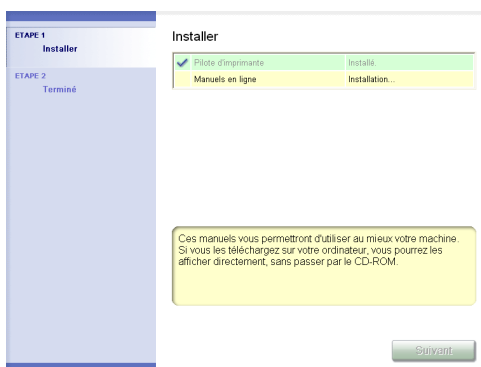 ETAPE 1
Installer
ETAPE 2
Terminé
Installer
Pilote d'imprimante Installé.
Manuels en ligne Installation...
Ces manuels vous permettront d'utiliser au mieux votre machine.
Si vous les téléchargez sur votre ordinateur, vous pourrez les
afficher directement, sans passer par le CD-ROM.
Suivant